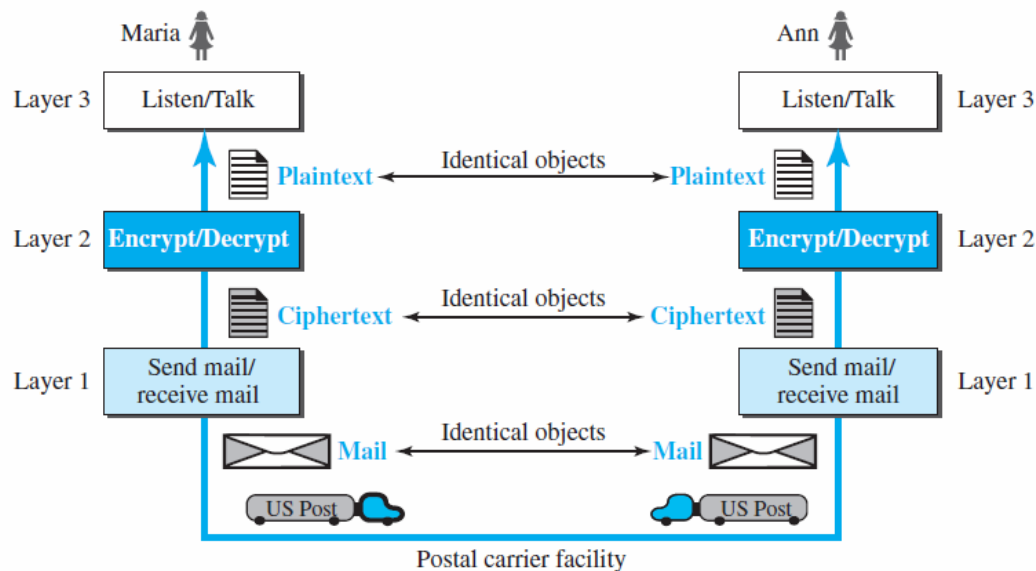 Maria
Ann
Layer 3
Listen/Talk
Listen/Talk
Layer 3
Identical objects
Plaintext
Plaintext
Layer 2
Encrypt/Decrypt
Encrypt/Decrypt
Layer 2
Identical objects
Ciphertext
Ciphertext
Layer 1
Send mail/
receive mail
Send mail/
receive mail
Layer 1
Identical objects
Mail
Mail
US Post
US Post
Postal carrier facility